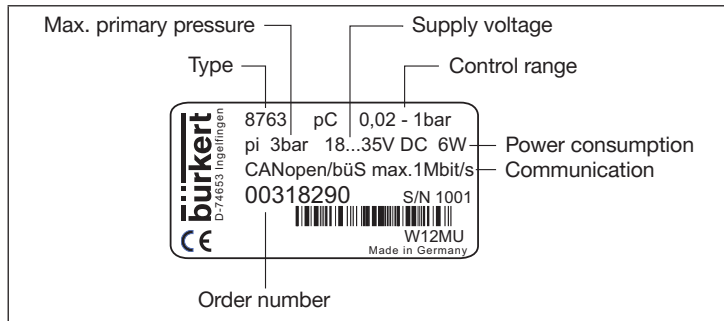 Max. primary pressure
Supply voltage
Type
Control range
8763 pC 0,02 - 1bar
pi 3bar 18...35V DC 6W
Power consumption
CANopen/büS max.1Mbit/s
Communication
00318290 S/N 1001
W12MU
Made in Germany
bürkert
D-74653 Ingelfingen
CE
Order number